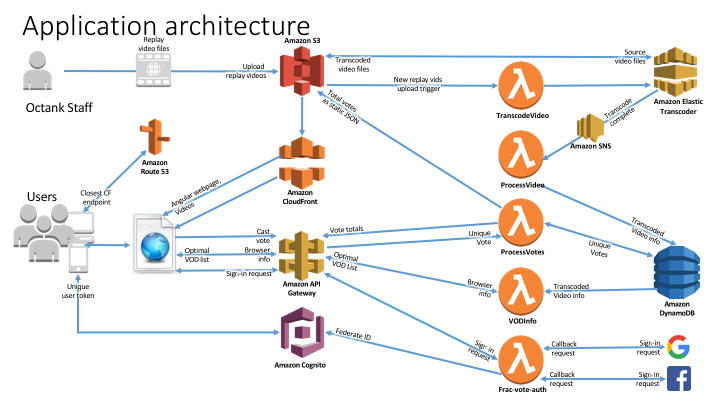 Application architecture
Replay
video files
Amazon S3
Upload
replay videos
Transcoded
video files
Source
video files
New replay vids
upload trigger
Octank Staff
TranscodeVideo
Amazon Elastic
Transcoder
Total votes
as static JSON
Transcode
complete
Amazon SNS
Amazon
Route 53
ProcessVideo
Closest CF
endpoint
Users
Amazon
CloudFront
Angular webpage,
Videos
Transcoded
Video info
Cast
vote
Vote totals
Unique
Vote
ProcessVotes
Unique
Votes
Optimal
VOD list
Browser
info
Optimal
VOD List
Sign-in request
Amazon API
Gateway
Browser
info
Transcoded
Video info
VODInfo
Amazon
DynamoDB
Unique
user token
Federate ID
Sign-in
request
Amazon Cognito
Callback
request
Sign-in
request
Callback
request
Sign-in
request
Frac-vote-auth